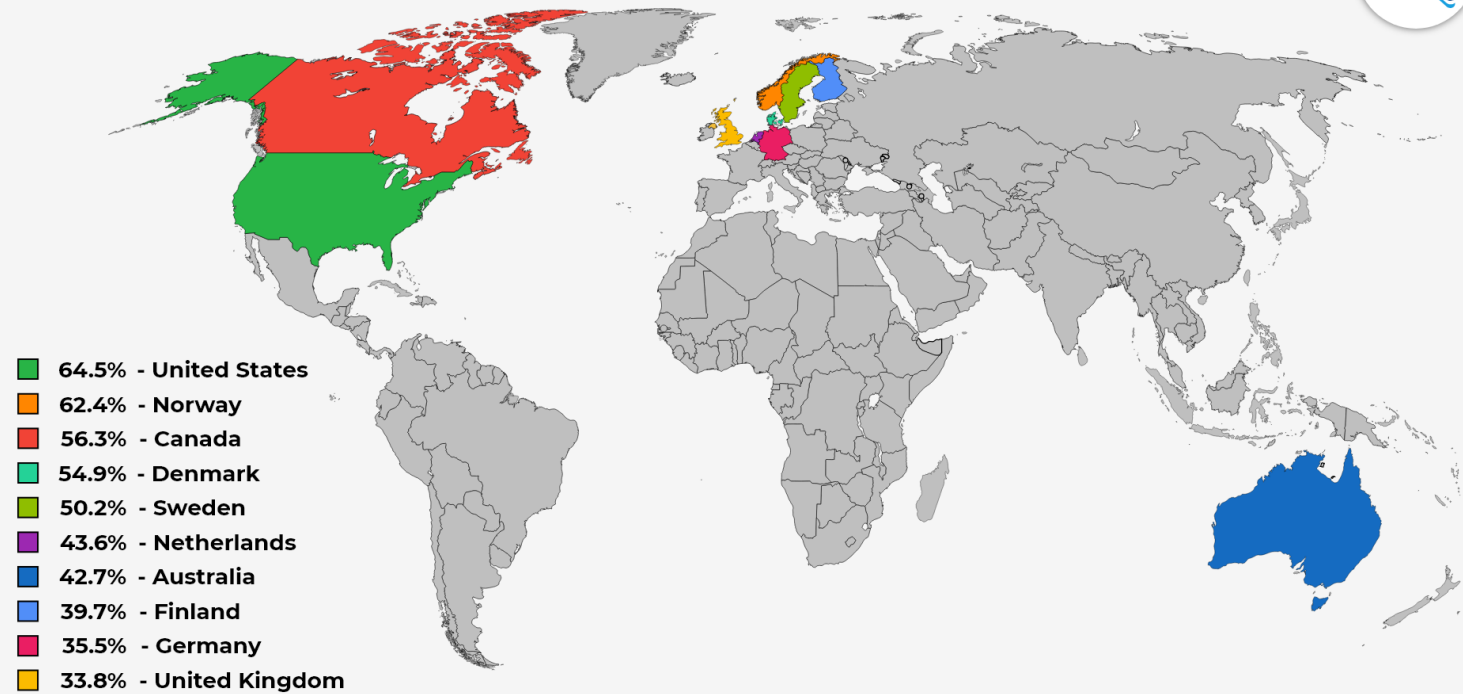 64.5% - United States
62.4% - Norway
56.3% - Canada
54.9% - Denmark
50.2% - Sweden
43.6% - Netherlands
42.7% - Australia
39.7% - Finland
35.5% - Germany
33.8% - United Kingdom